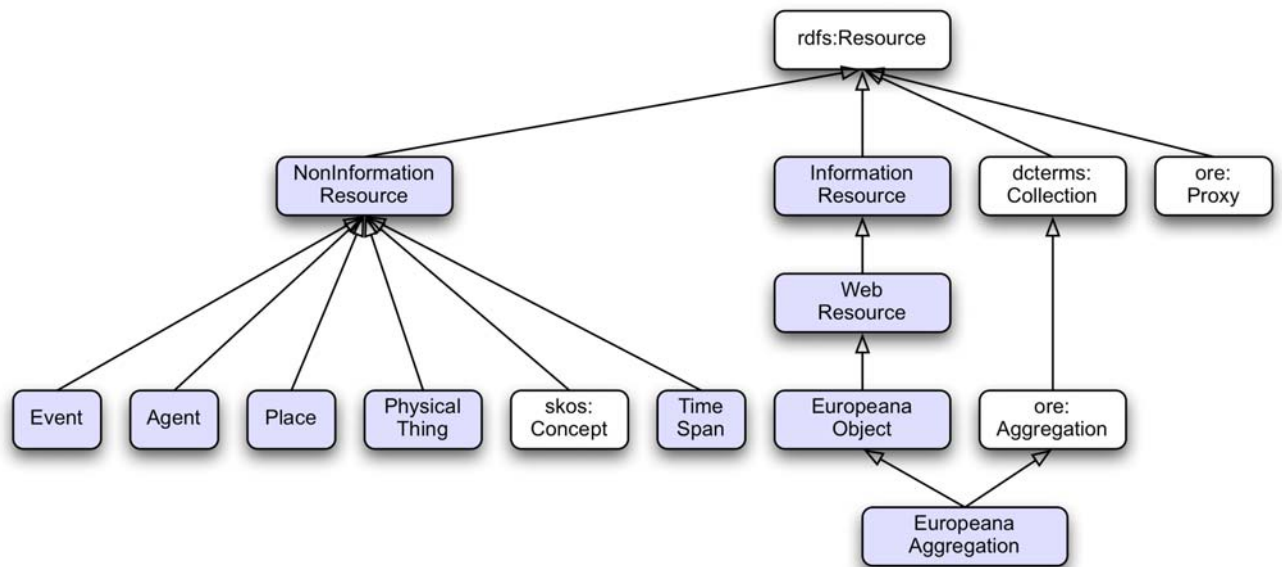 rdfs:Resource
NonInformation
Resource
Information
Resource
dcterms:
Collection
ore:
Proxy
Web
Resource
Event
Agent
Place
Physical
Thing
skos:
Concept
Time
Span
Europeana
Object
ore:
Aggregation
Europeana
Aggregation